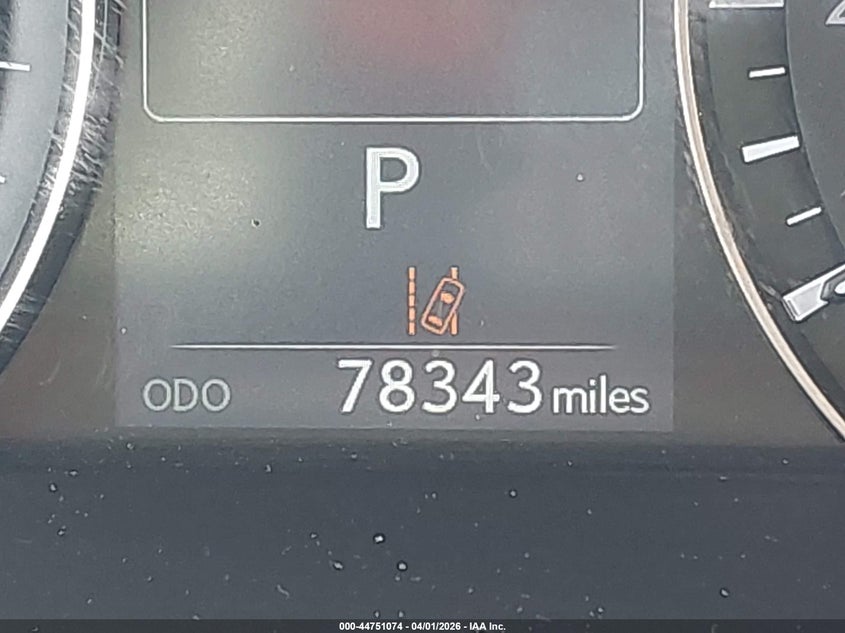 P
ODO 78343 miles
000-44751074 - 04/01/2026 - IAA Inc.